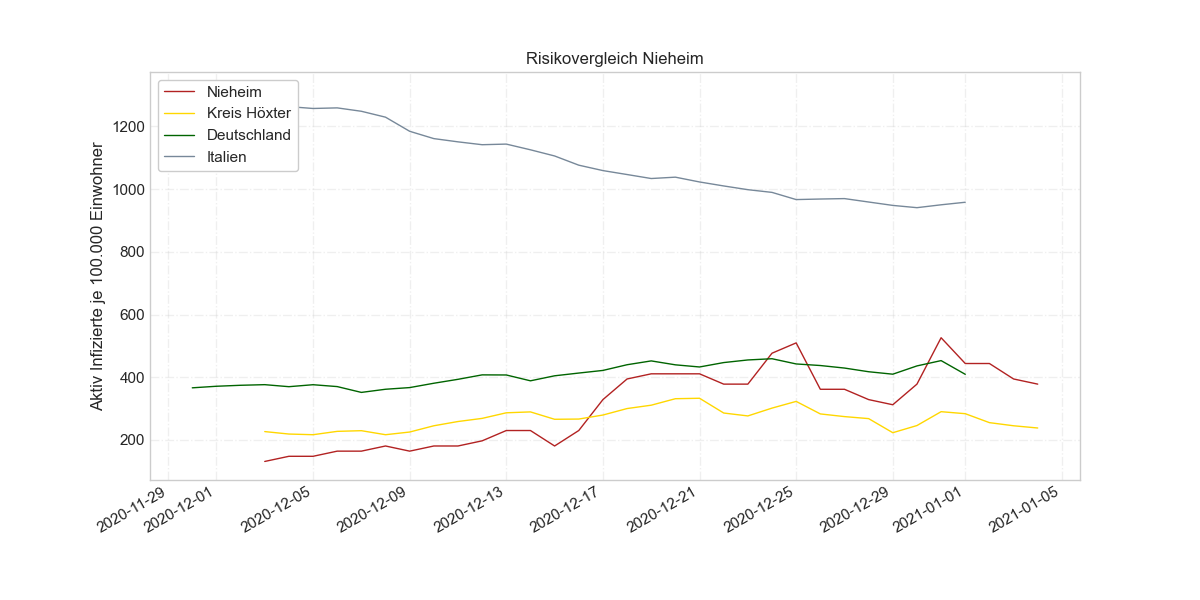 Risikovergleich Nieheim
Nieheim
Kreis Höxter
Deutschland
Italien
Aktiv Infizierte je 100.000 Einwohner
1200
1000
800
600
400
200
2020-11-29
2020-12-01
2020-12-05
2020-12-09
2020-12-13
2020-12-17
2020-12-21
2020-12-25
2020-12-29
2021-01-01
2021-01-05